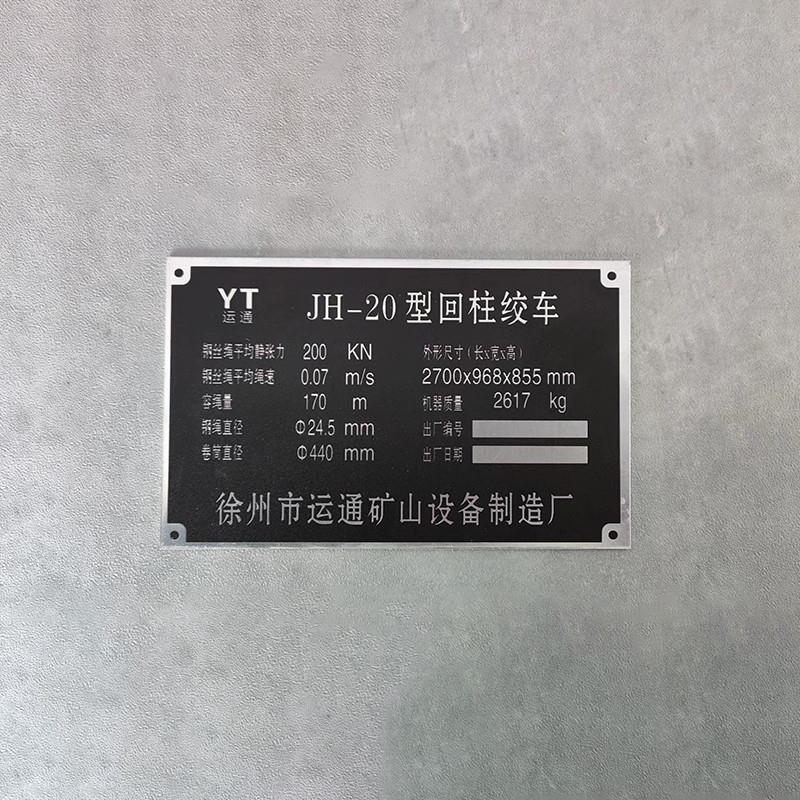 YT
运通
JH-20型回柱绞车
钢丝绳平均静张力 200 KN
钢丝绳平均绳速 0.07 m/s
容绳量 170 m
钢绳直径 Φ24.5 mm
卷筒直径 Φ440 mm
外形尺寸(长x宽x高)
2700x968x855 mm
机器质量 2617 kg
出厂编号
出厂日期
徐州市运通矿山设备制造厂